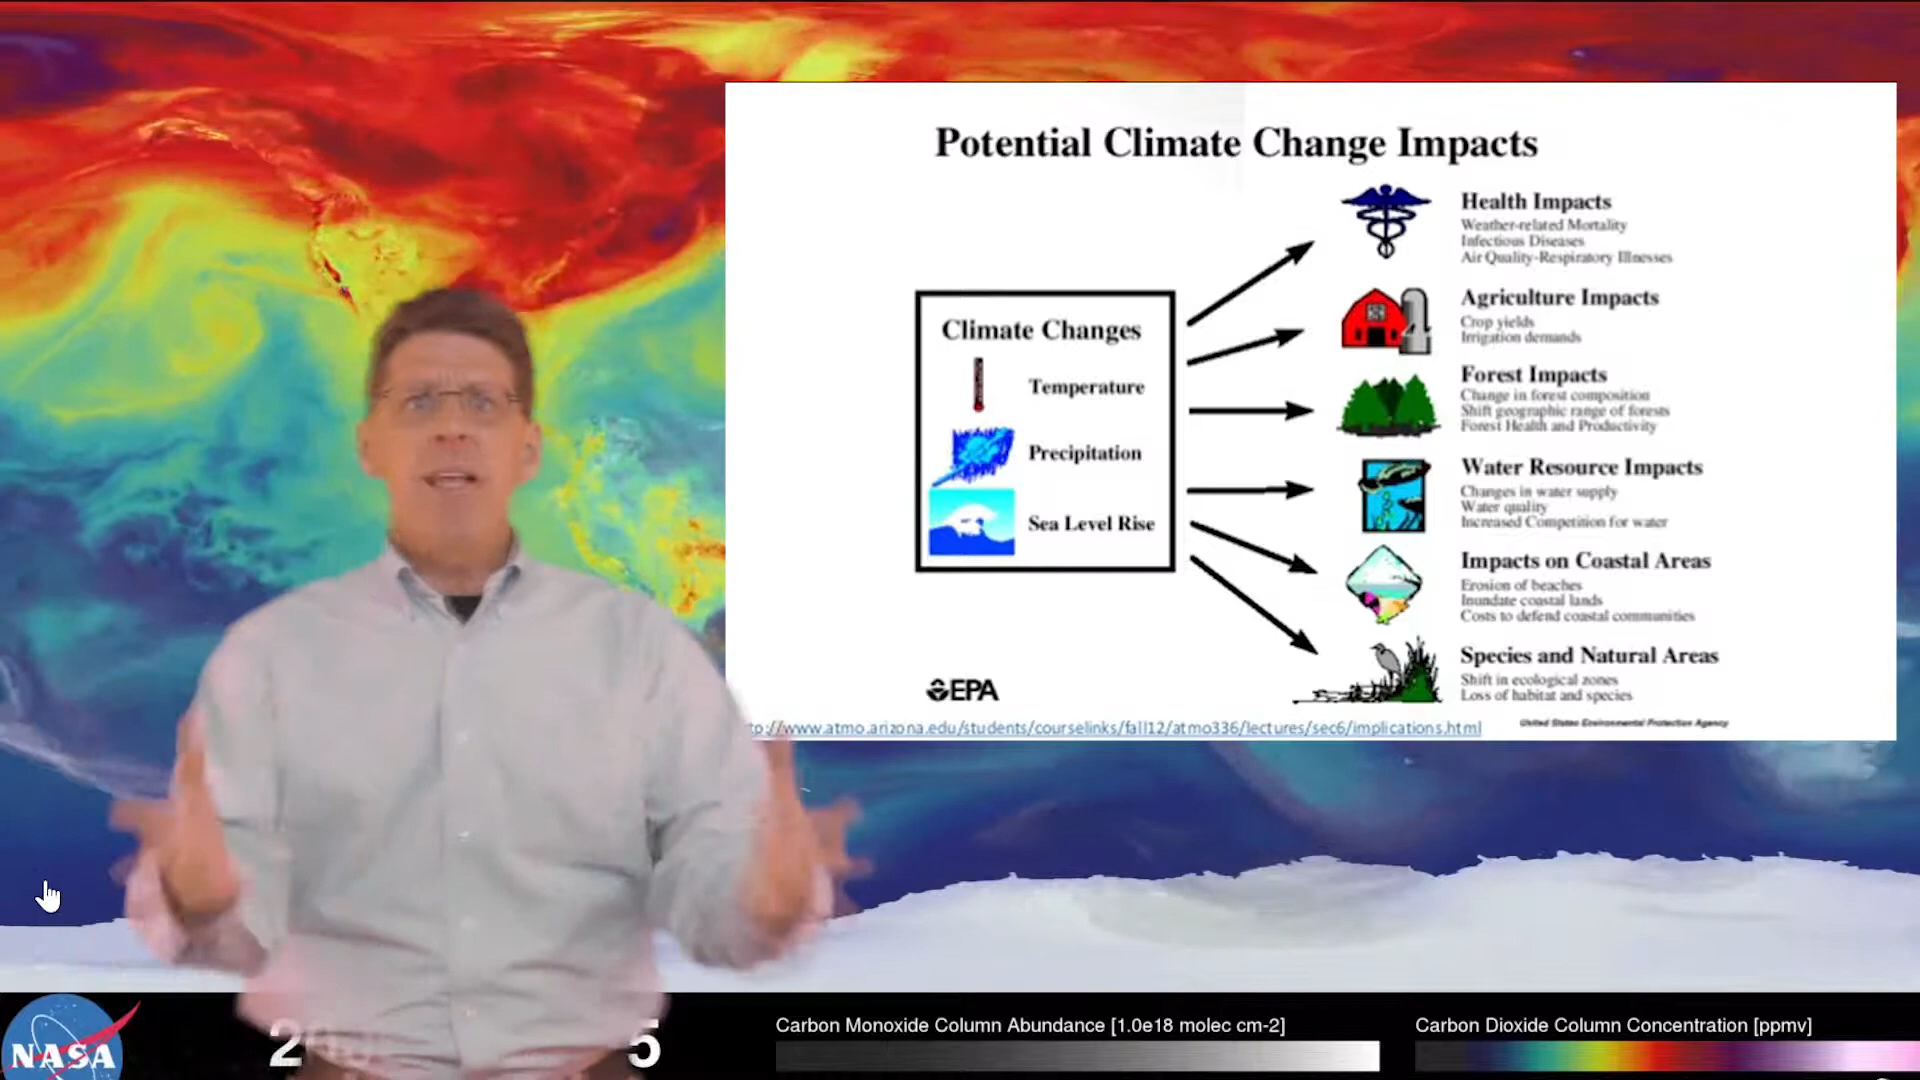 Potential Climate Change Impacts
Climate Changes
Temperature
Precipitation
Sea Level Rise
Health Impacts
Weather-related Mortality
Infectious Diseases
Air Quality-Respiratory Illnesses
Agriculture Impacts
Crop yields
Irrigation demands
Forest Impacts
Change in forest composition
Shift geographic range of forests
Forest Health and Productivity
Water Resource Impacts
Changes in water supply
Water quality
Increased Competition for water
Impacts on Coastal Areas
Erosion of beaches
Inundate coastal lands
Costs to defend coastal communities
Species and Natural Areas
Shift in ecological zones
Loss of habitat and species
EPA
tp://www.atmo.arizona.edu/students/courselinks/fall12/atmo336/lectures/sec6/implications.html
United States Environmental Protection Agency
NASA
2
5
Carbon Monoxide Column Abundance [1.0e18 molec cm-2]
Carbon Dioxide Column Concentration [ppmv]